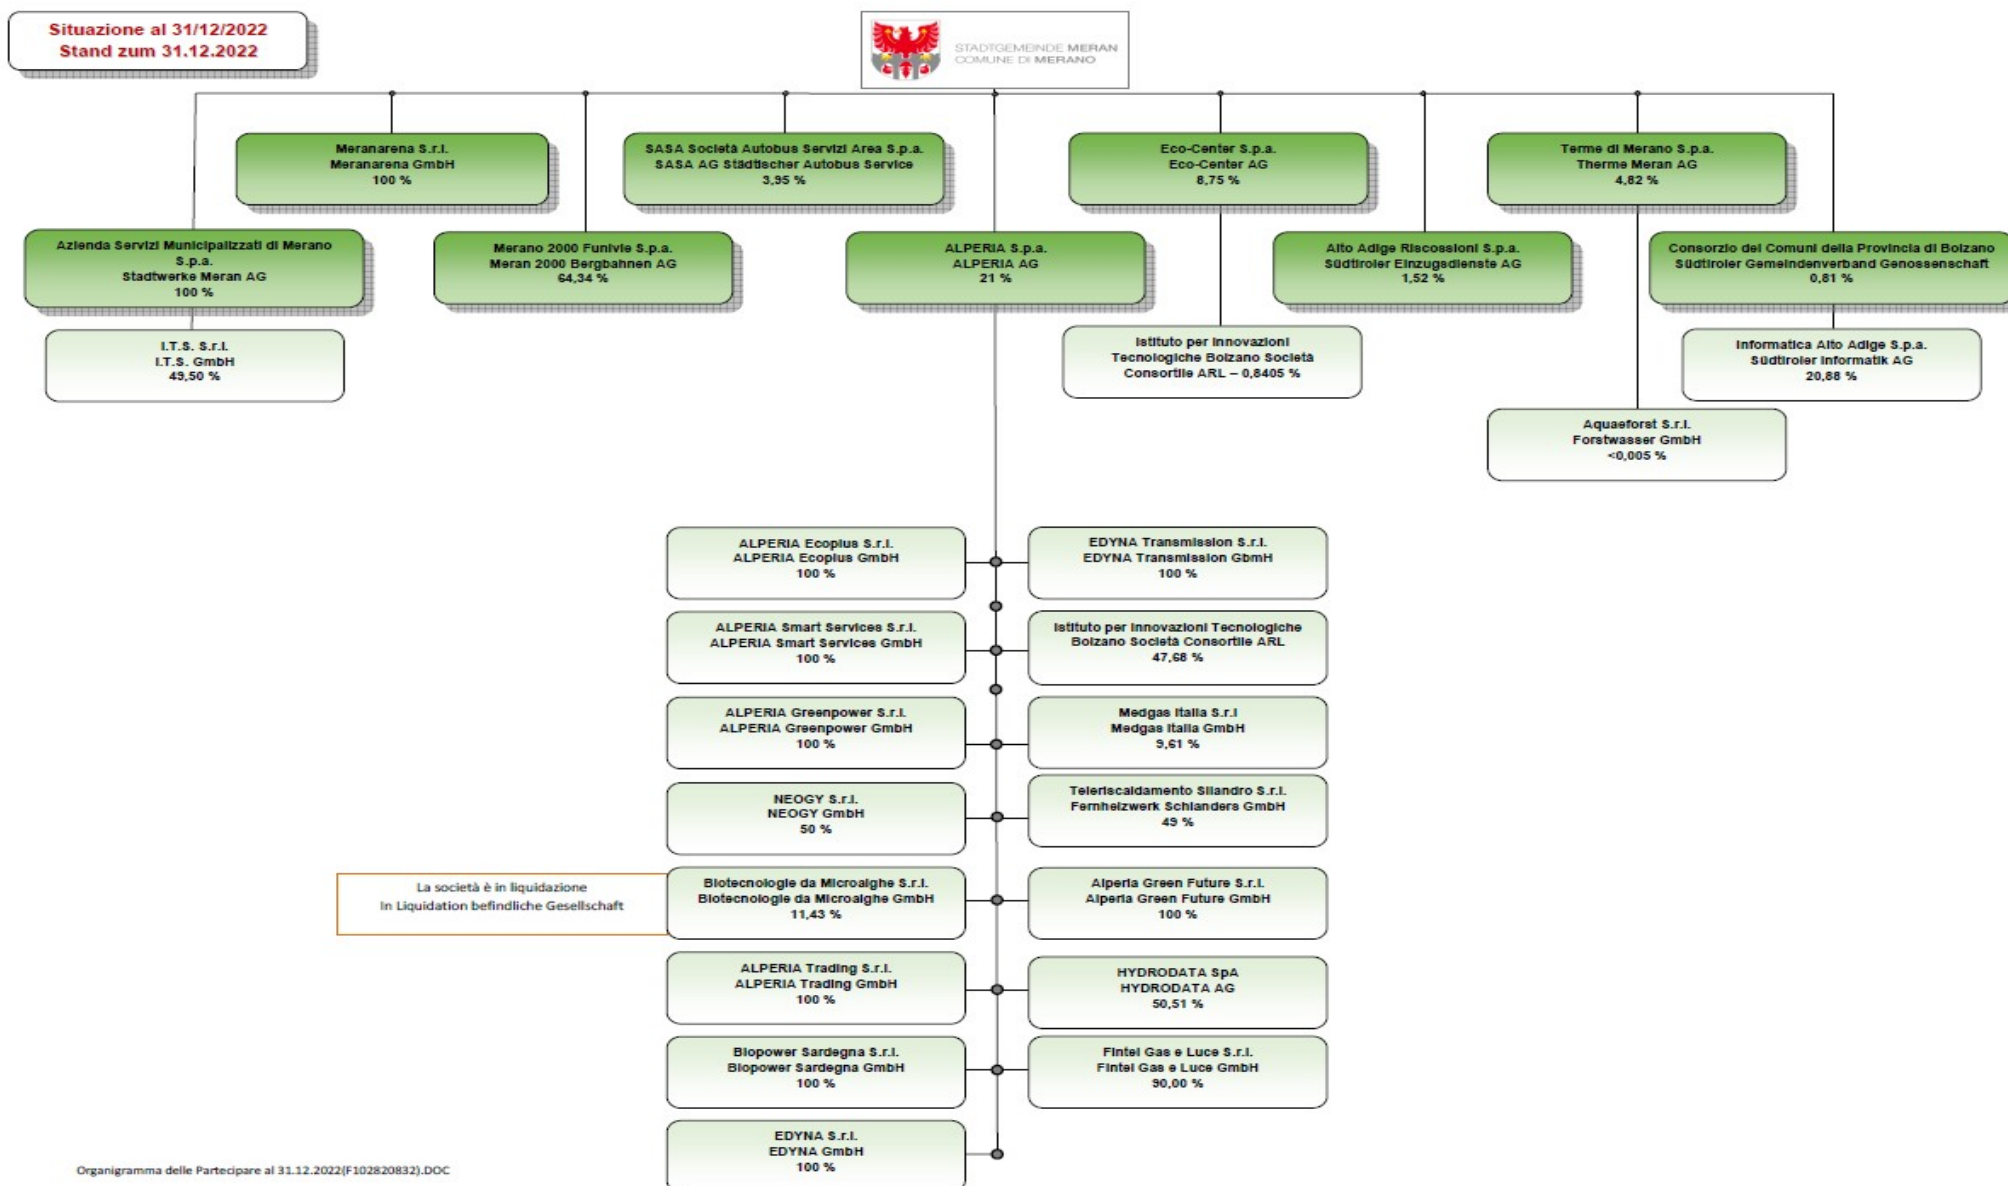 Situazione al 31/12/2022
Stand zum 31.12.2022
STADTGEMEINDE MERAN
COMUNE DI MERANO
Meranarena S.r.l.
Meranarena GmbH
100 %
SASA Società Autobus Servizi Area S.p.a.
SASA AG Städtischer Autobus Service
3,95 %
Eco-Center S.p.a.
Eco-Center AG
8,75 %
Terme di Merano S.p.a.
Therme Meran AG
4,82 %
Azienda Servizi Municipalizzati di Merano
S.p.a.
Stadtwerke Meran AG
100 %
Merano 2000 Funivie S.p.a.
Meran 2000 Bergbahnen AG
64,34 %
ALPERIA S.p.a.
ALPERIA AG
21 %
Alto Adige Riscossioni S.p.a.
Südtiroler Einzugsdienste AG
1,52 %
Consorzio dei Comuni della Provincia di Bolzano
Südtiroler Gemeindenverband Genossenschaft
0,81 %
I.T.S. S.r.l.
I.T.S. GmbH
49,50 %
Istituto per Innovazioni
Tecnologiche Bolzano Società
Consortile ARL – 0,8405 %
Informatica Alto Adige S.p.a.
Südtiroler Informatik AG
20,88 %
Aquaeforst S.r.l.
Forstwasser GmbH
<0,005 %
ALPERIA Ecoplus S.r.l.
ALPERIA Ecoplus GmbH
100 %
EDYNA Transmission S.r.l.
EDYNA Transmission GbmH
100 %
ALPERIA Smart Services S.r.l.
ALPERIA Smart Services GmbH
100 %
Istituto per Innovazioni Tecnologiche
Bolzano Società Consortile ARL
47,68 %
ALPERIA Greenpower S.r.l.
ALPERIA Greenpower GmbH
100 %
Medgas Italia S.r.l
Medgas Italia GmbH
9,61 %
NEOGY S.r.l.
NEOGY GmbH
50 %
Teleriscaldamento Silandro S.r.l.
Fernheizwerk Schlanders GmbH
49 %
La società è in liquidazione
In Liquidation befindliche Gesellschaft
Biotecnologie da Microalghe S.r.l.
Biotecnologie da Microalghe GmbH
11,43 %
Alperia Green Future S.r.l.
Alperia Green Future GmbH
100 %
ALPERIA Trading S.r.l.
ALPERIA Trading GmbH
100 %
HYDRODATA SpA
HYDRODATA AG
50,51 %
Biopower Sardegna S.r.l.
Biopower Sardegna GmbH
100 %
Fintel Gas e Luce S.r.l.
Fintel Gas e Luce GmbH
90,00 %
EDYNA S.r.l.
EDYNA GmbH
100 %
Organigramma delle Partecipare al 31.12.2022(F102820832).DOC